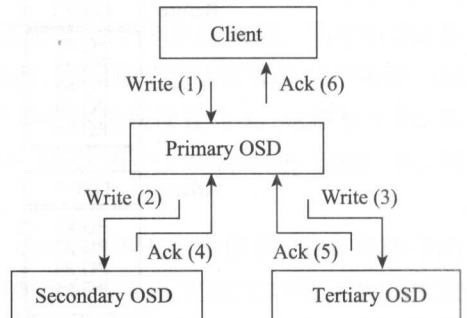 Client
Write (1)
Ack (6)
Primary OSD
Write (2)
Write (3)
Ack (4)
Ack (5)
Secondary OSD
Tertiary OSD